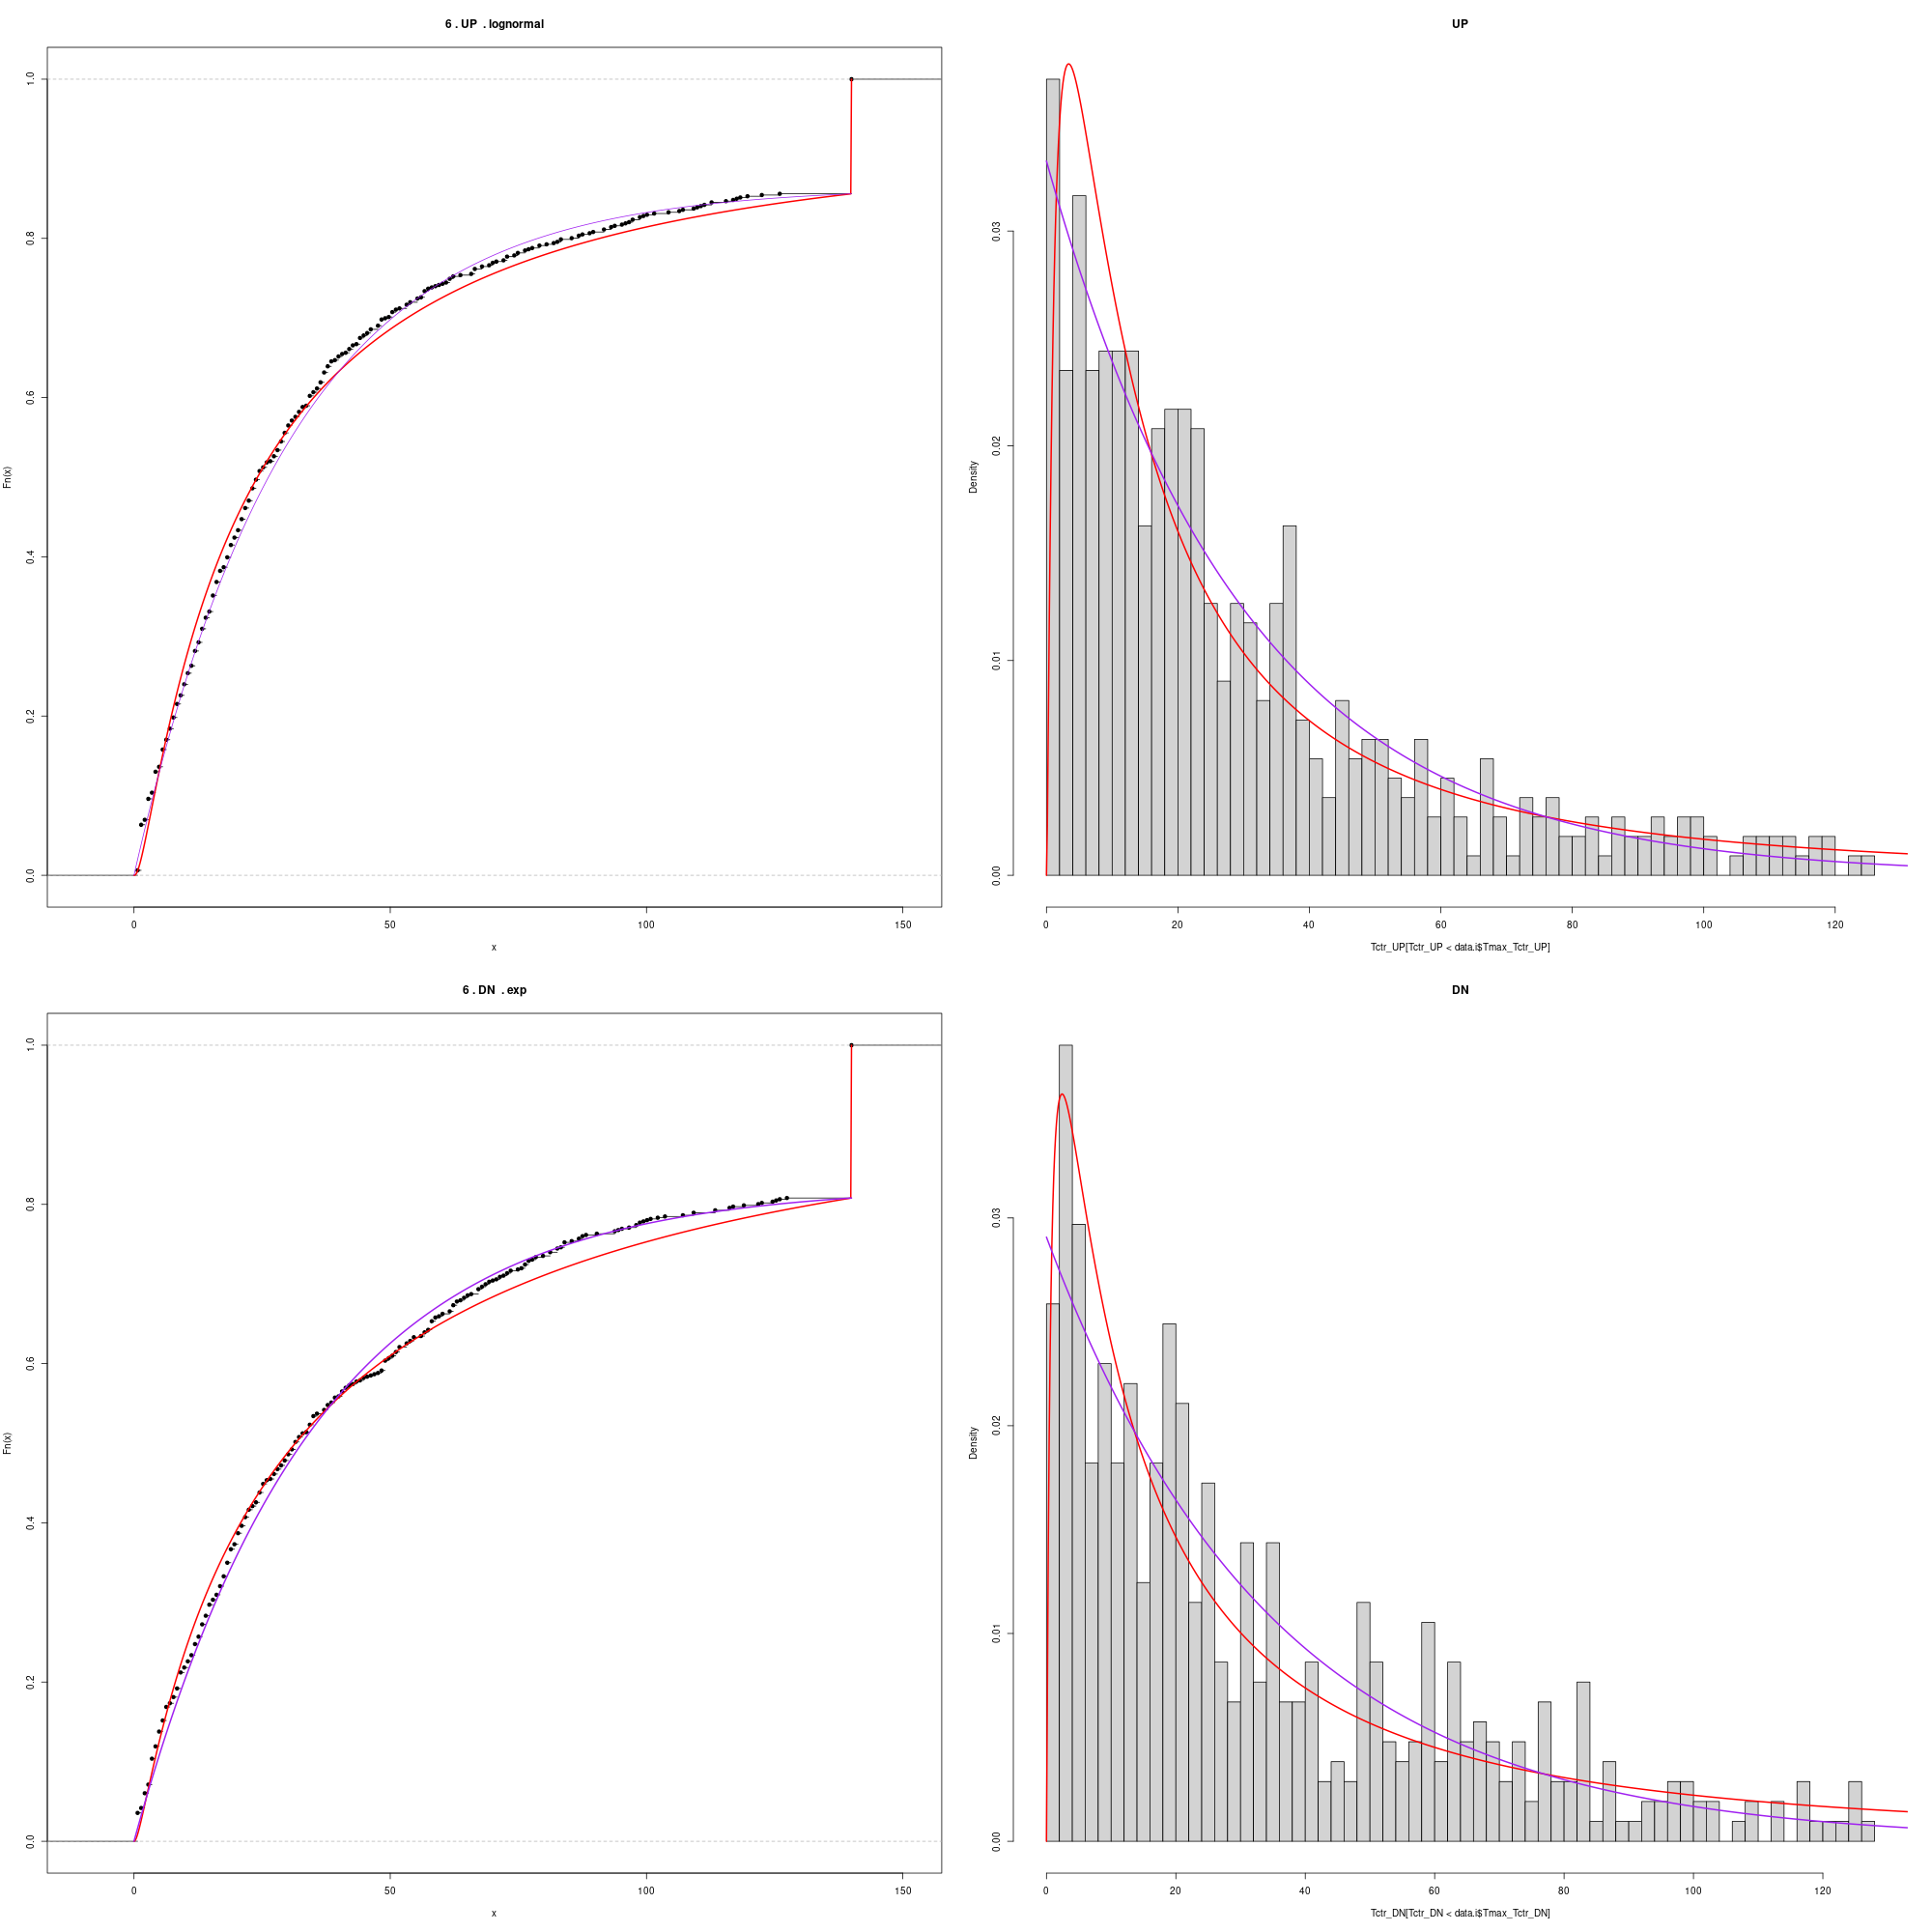 6 . UP . lognormal
Fn(x)
0.0 0.2 0.4 0.6 0.8 1.0
0 50 100 150
x
UP
Density
0.00 0.01 0.02 0.03
0 20 40 60 80 100 120
Tctr_UP[Tctr_UP < data.i$Tmax_Tctr_UP]
6 . DN . exp
Fn(x)
0.0 0.2 0.4 0.6 0.8 1.0
0 50 100 150
x
DN
Density
0.00 0.01 0.02 0.03
0 20 40 60 80 100 120
Tctr_DN[Tctr_DN < data.i$Tmax_Tctr_DN]